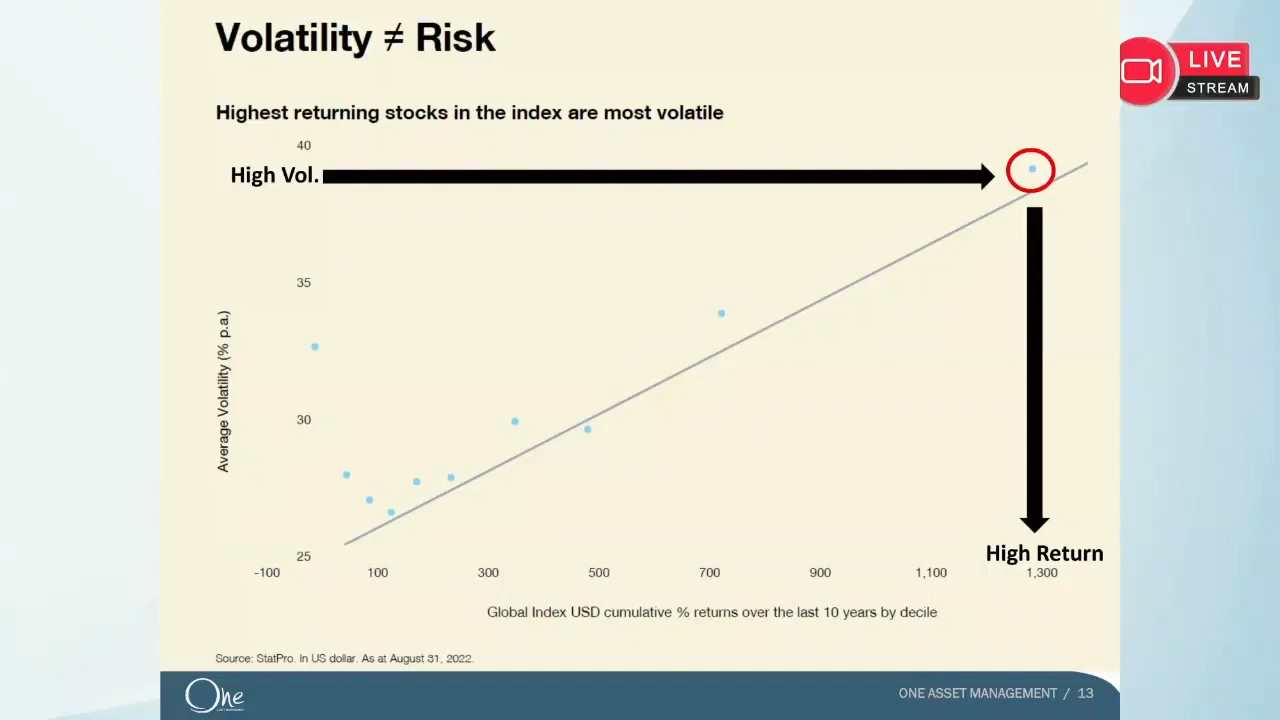 Volatility ≠ Risk
LIVE
STREAM
Highest returning stocks in the index are most volatile
40
High Vol.
35
Average Volatility (% p.a.)
30
25
High Return
-100 100 300 500 700 900 1,100 1,300
Global Index USD cumulative % returns over the last 10 years by decile
Source: StatPro. In US dollar. As at August 31, 2022.
One
ONE ASSET MANAGEMENT / 13